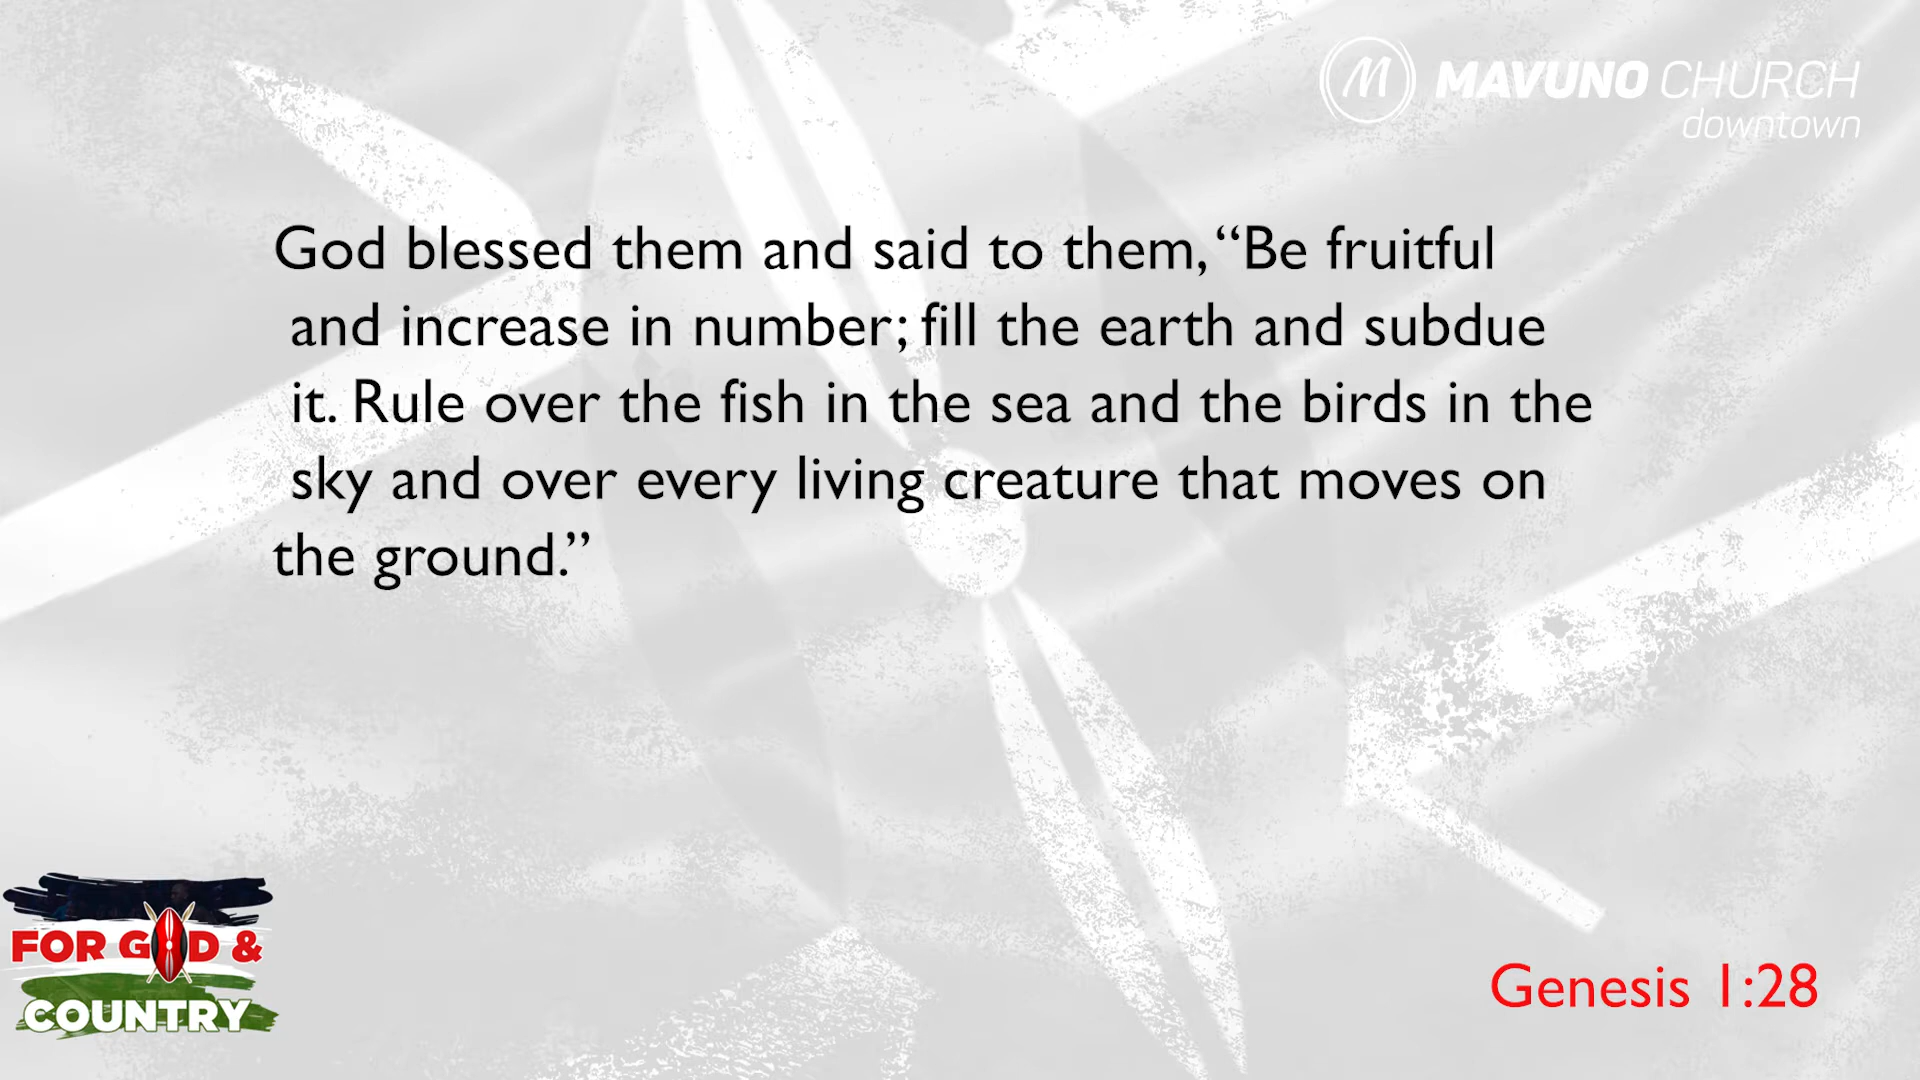 MAVUNO CHURCH
downtown
God blessed them and said to them, “Be fruitful
and increase in number; fill the earth and subdue
it. Rule over the fish in the sea and the birds in the
sky and over every living creature that moves on
the ground.”
FOR GOD &
COUNTRY
Genesis 1:28